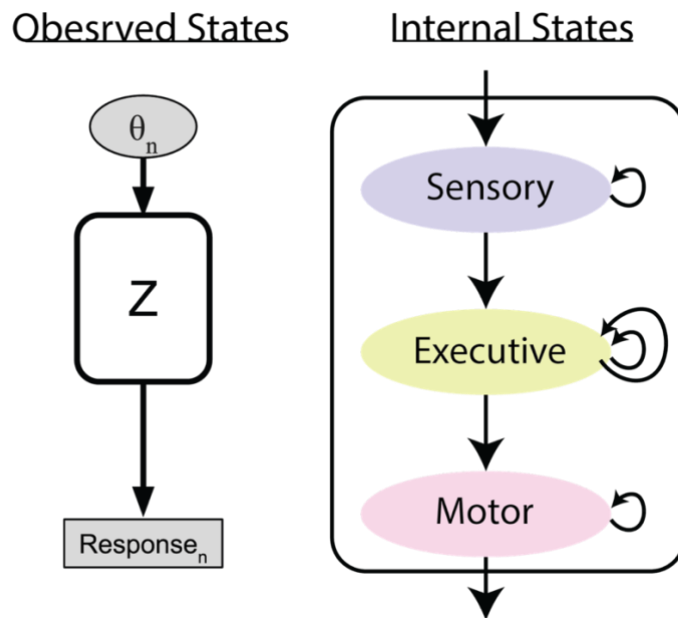 Obesrved States
Internal States
θn
Sensory
Z
Executive
Motor
Responsen